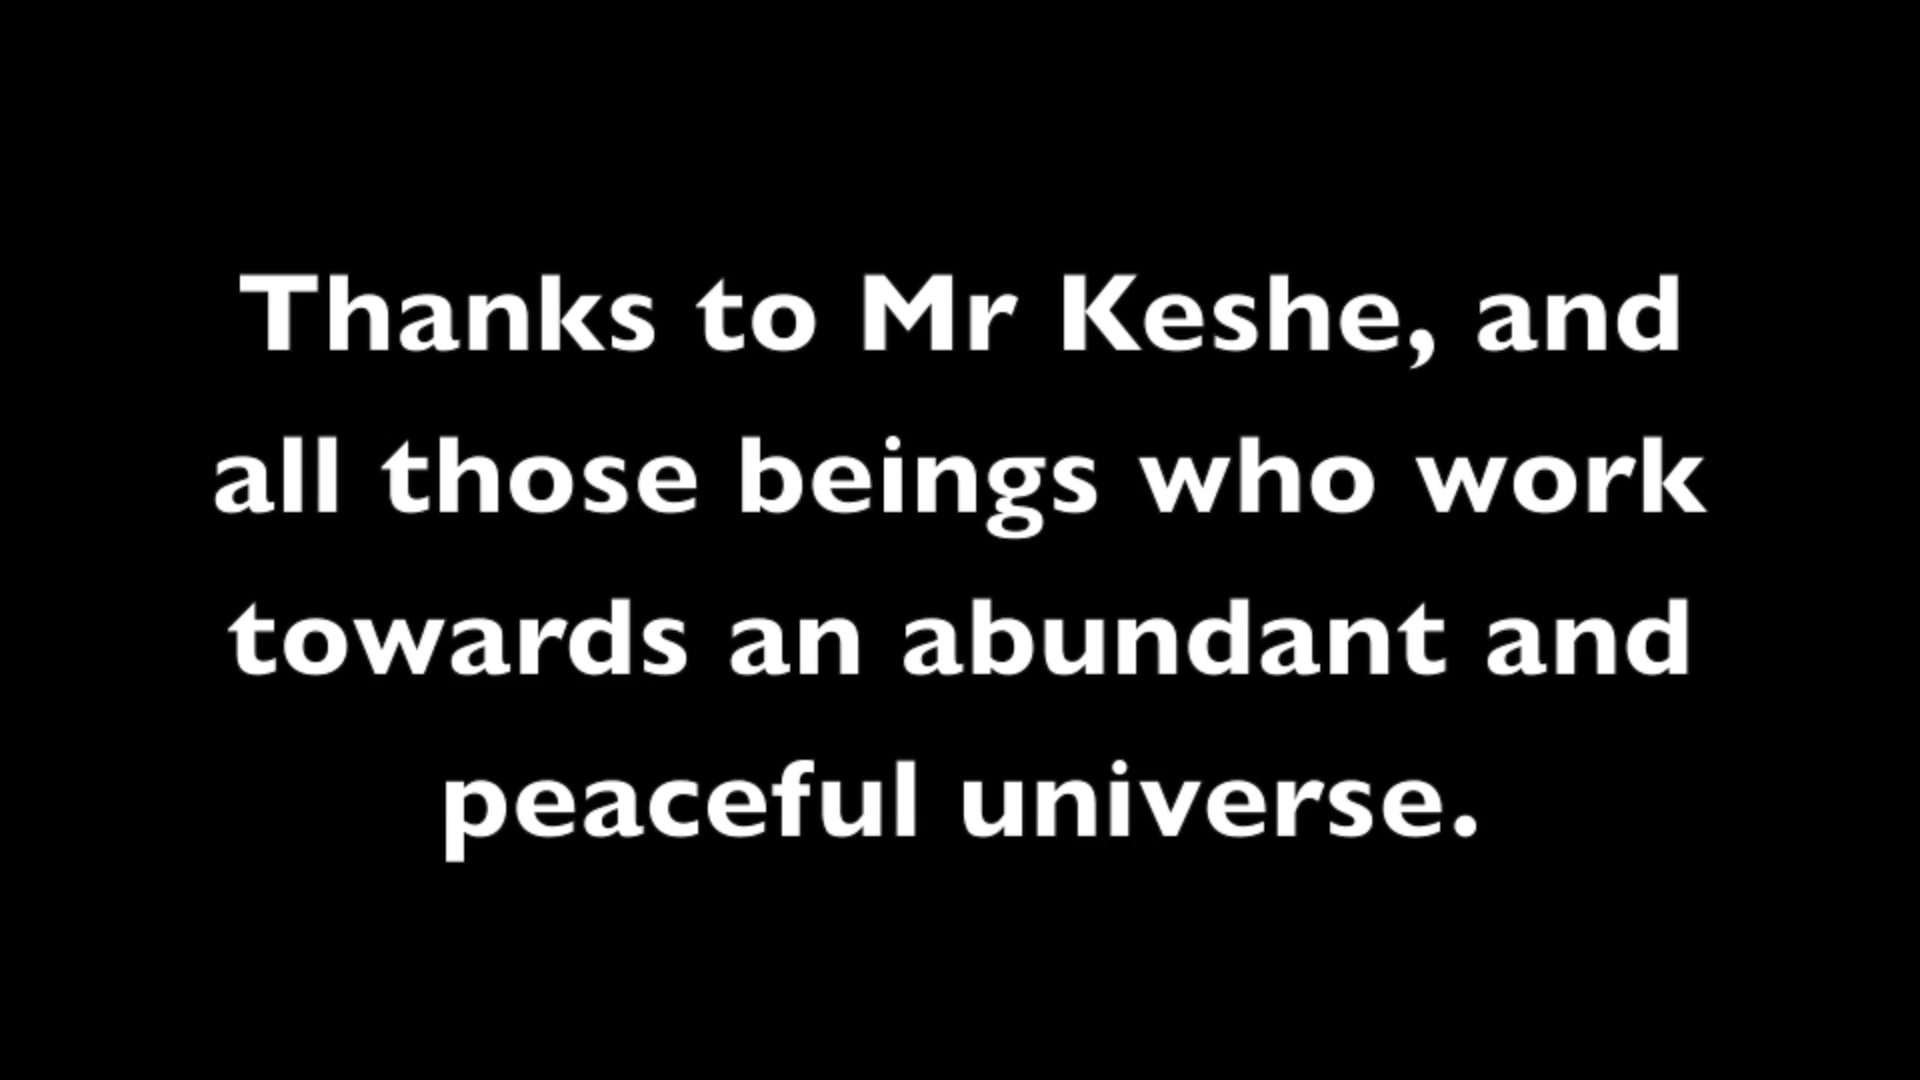 Thanks to Mr Keshe, and
all those beings who work
towards an abundant and
peaceful universe.